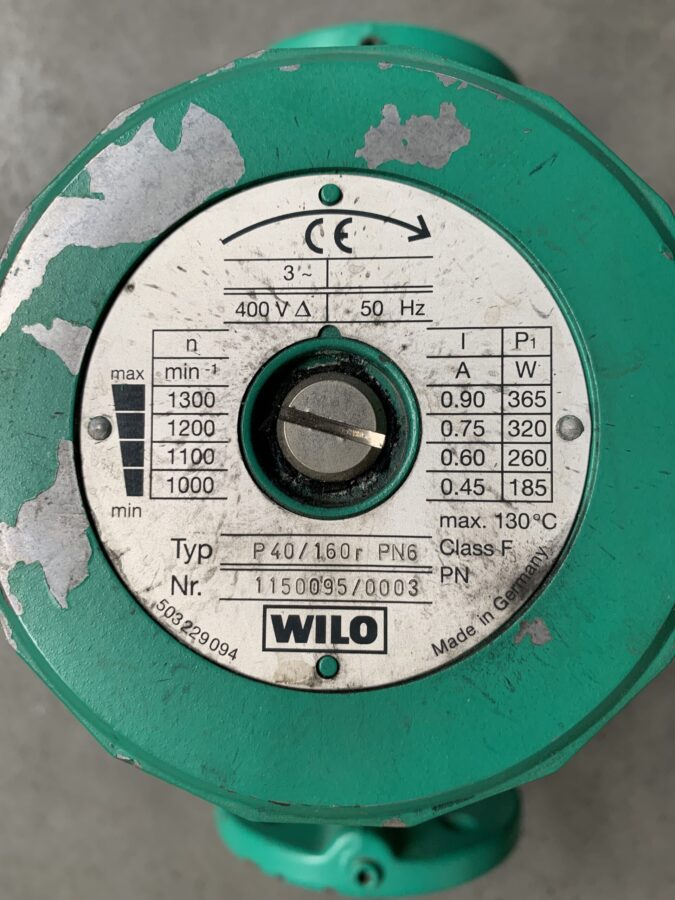 CE
3 ~
400 V Δ 50 Hz
n I P1
max min -1 A W
1300 0.90 365
1200 0.75 320
1100 0.60 260
1000 0.45 185
min
max. 130°C
Typ P40/160r PN6 Class F
Nr. 1150095/0003 PN
503229094 WILO Made in Germany